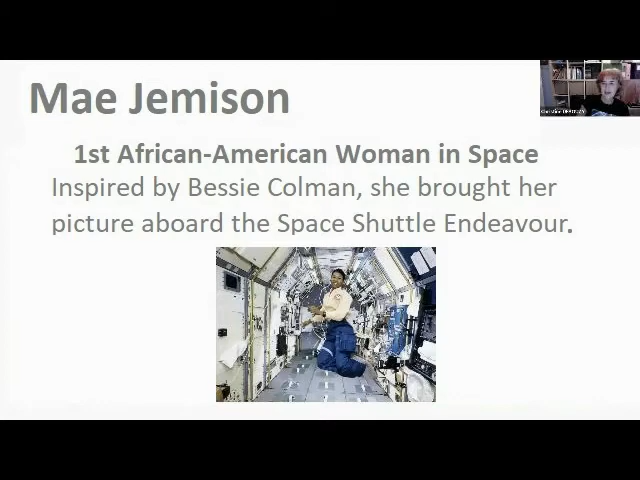 Mae Jemison
1st African-American Woman in Space
Inspired by Bessie Colman, she brought her
picture aboard the Space Shuttle Endeavour.
Christine